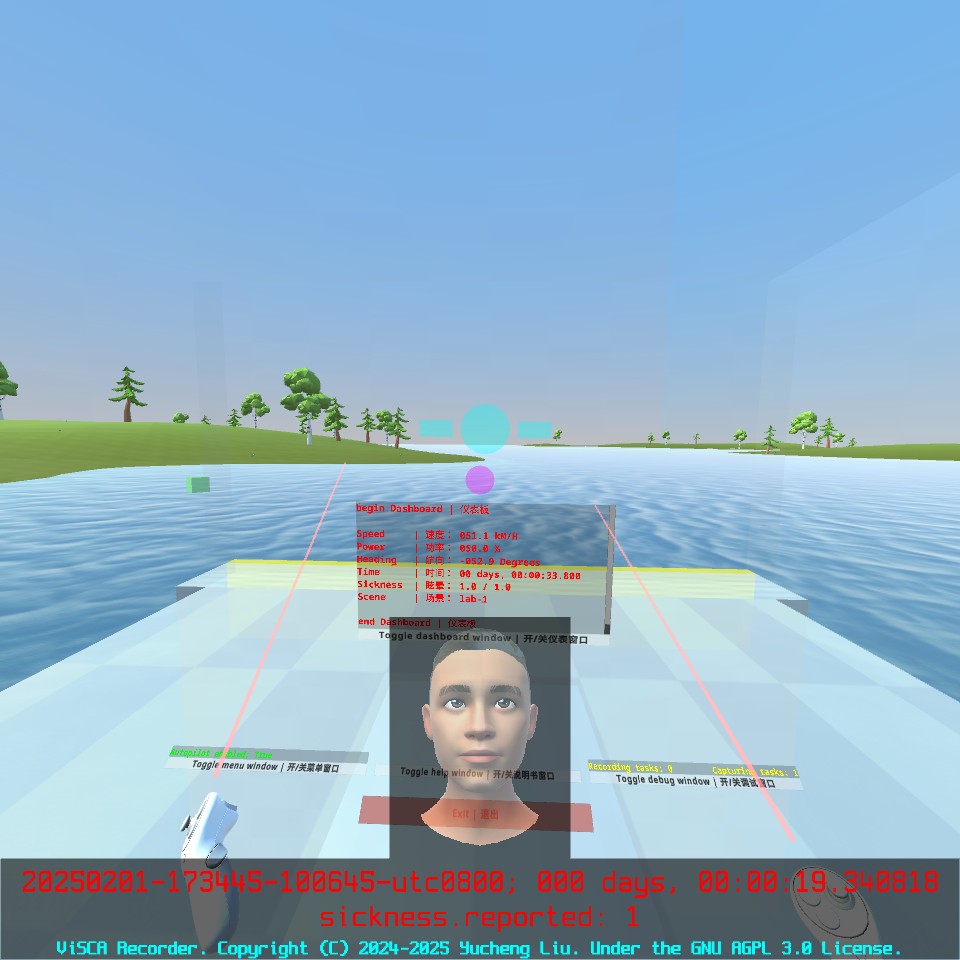 begin Dashboard | 仪表板
Speed | 速度： 051.1 kM/H
Power | 功率： 050.0 %
Heading | 航向： -052.9 Degrees
Time | 时间： 00 days, 00:00:33.800
Sickness | 眩晕： 1.0 / 1.0
Scene | 场景： lab-1
end Dashboard | 仪表板
Toggle dashboard window | 开/关仪表窗口
Autopilot enabled: True
Toggle menu window | 开/关菜单窗口
Toggle help window | 开/关说明书窗口
Recording tasks: 0 Capturing tasks: 1
Toggle debug window | 开/关调试窗口
Exit | 退出
20250201-173445-100645-utc0800; 000 days, 00:00:19.340818
sickness.reported: 1
ViSCA Recorder. Copyright (C) 2024-2025 Yucheng Liu. Under the GNU AGPL 3.0 License.